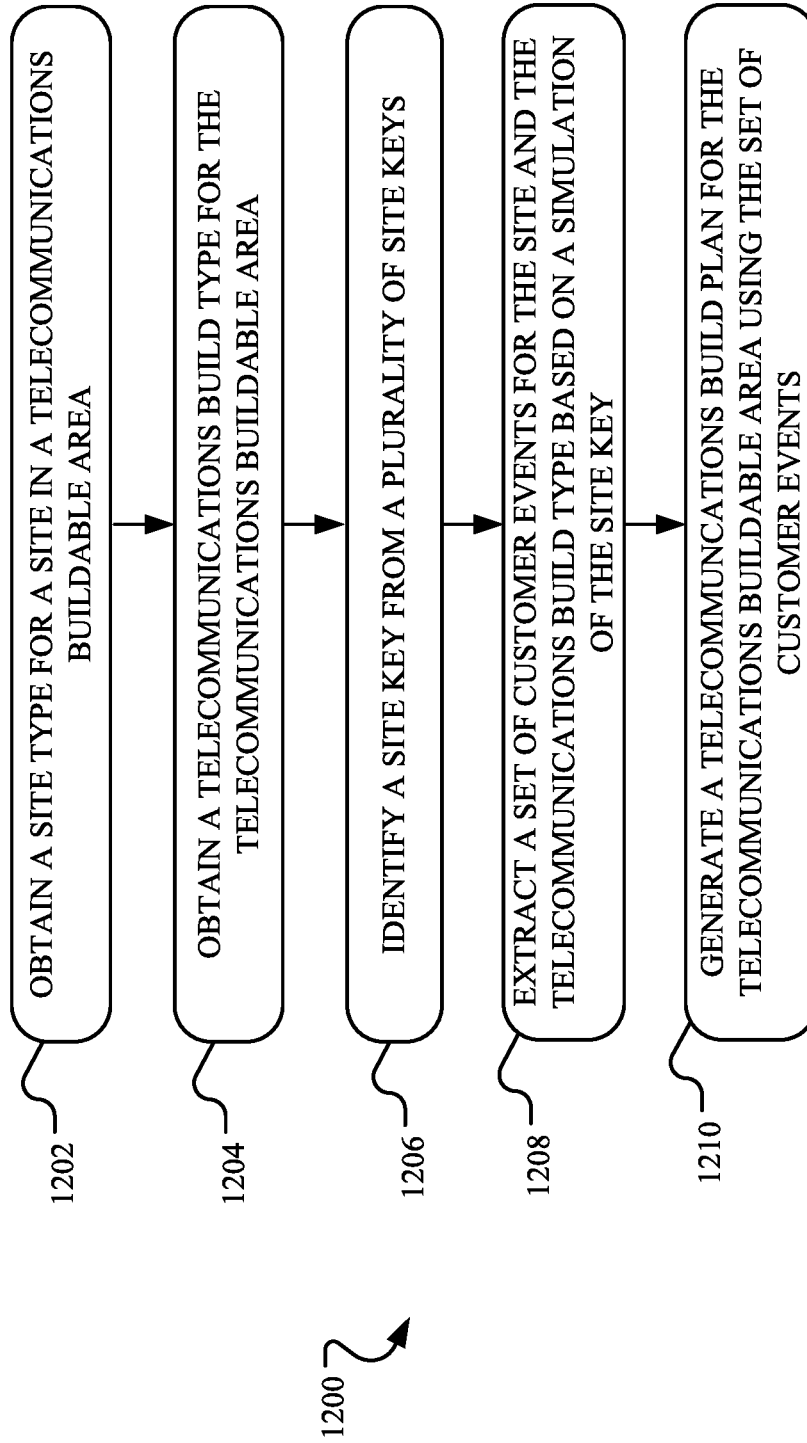 1200
1202
OBTAIN A SITE TYPE FOR A SITE IN A TELECOMMUNICATIONS
BUILDABLE AREA
1204
OBTAIN A TELECOMMUNICATIONS BUILD TYPE FOR THE
TELECOMMUNICATIONS BUILDABLE AREA
1206
IDENTIFY A SITE KEY FROM A PLURALITY OF SITE KEYS
1208
EXTRACT A SET OF CUSTOMER EVENTS FOR THE SITE AND THE
TELECOMMUNICATIONS BUILD TYPE BASED ON A SIMULATION
OF THE SITE KEY
1210
GENERATE A TELECOMMUNCATIONS BUILD PLAN FOR THE
TELECOMMUNICATIONS BUILDABLE AREA USING THE SET OF
CUSTOMER EVENTS